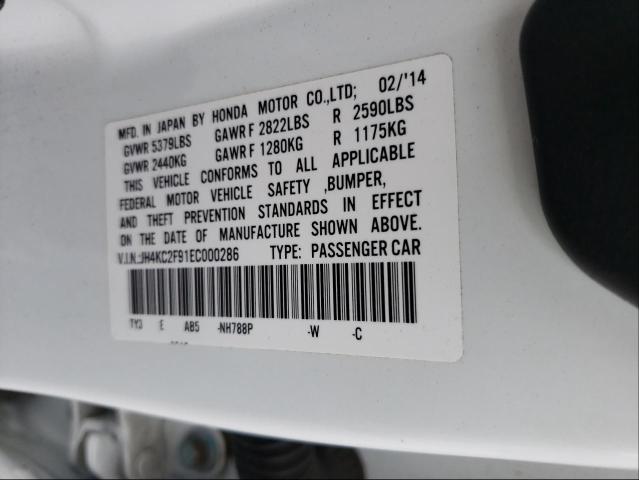 MFD. IN JAPAN BY HONDA MOTOR CO.,LTD; 02/'14
GVWR 5379LBS GAWR F 2822LBS R 2590LBS
GVWR 2440KG GAWR F 1280KG R 1175KG
THIS VEHICLE CONFORMS TO ALL APPLICABLE
FEDERAL MOTOR VEHICLE SAFETY ,BUMPER,
AND THEFT PREVENTION STANDARDS IN EFFECT
ON THE DATE OF MANUFACTURE SHOWN ABOVE.
V.I.N.:JH4KC2F91EC000286 TYPE: PASSENGER CAR
TY3 E AB5 -NH788P -W -C